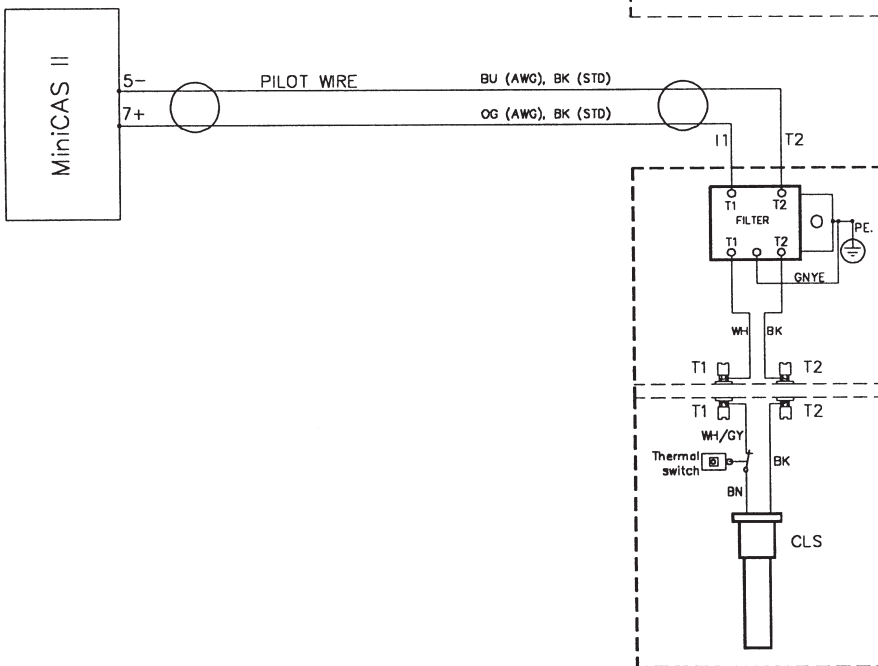 MiniCAS II
5-
PILOT WIRE
BU (AWG), BK (STD)
7+
OG (AWG), BK (STD)
I1
T2
T1
T2
FILTER
PE.
T1
T2
GNYE
WH
BK
T1
T2
T1
T2
WH/GY
Thermal
switch
BK
BN
CLS